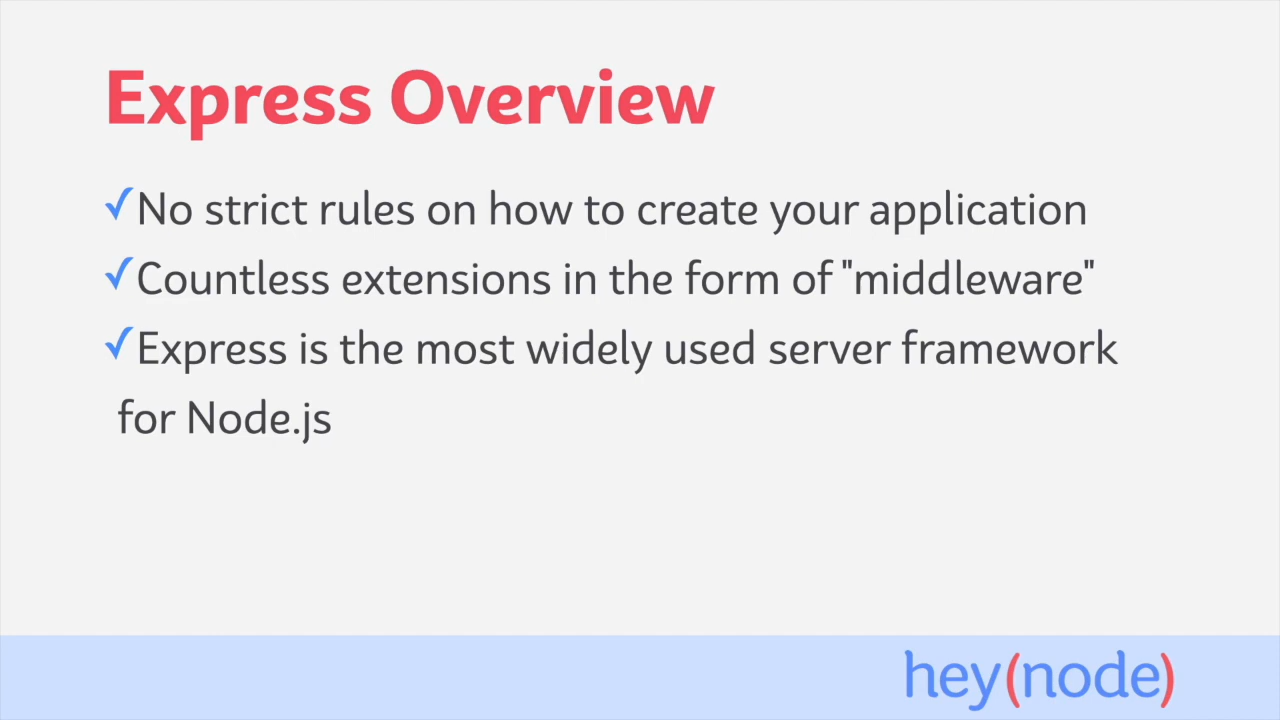 Express Overview
✓No strict rules on how to create your application
✓Countless extensions in the form of "middleware"
✓Express is the most widely used server framework
for Node.js
hey(node)